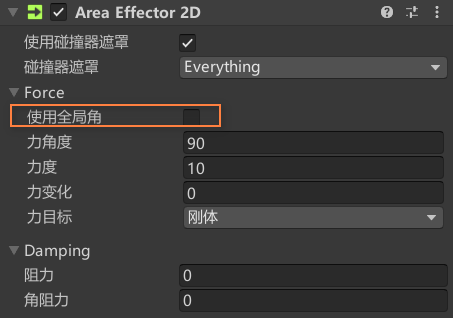 Area Effector 2D
使用碰撞器遮罩
碰撞器遮罩 Everything
Force
使用全局角
力角度 90
力度 10
力变化 0
力目标 刚体
Damping
阻力 0
角阻力 0